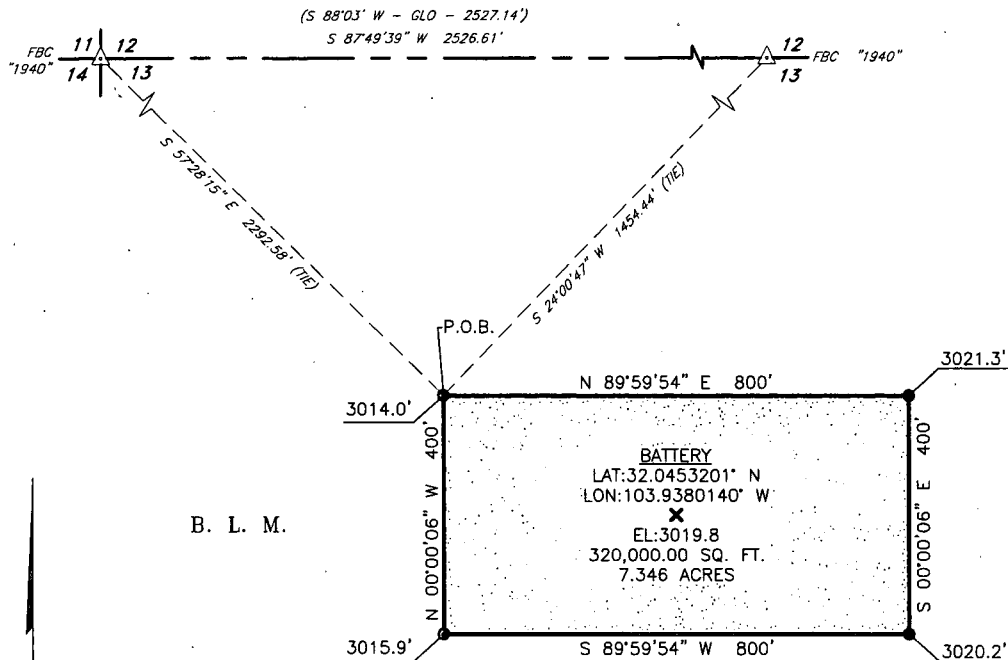 (S 88°03' W - GLO - 2527.14')
S 87°49'39" W 2526.61'
FBC "1940"
11 12
14 13
12
13
FBC "1940"
S 57°28'15" E 2292.58' (TIE)
S 24°00'47" W 1454.44' (TIE)
P.O.B.
3021.3'
N 89°59'54" E 800'
3014.0'
N 00°00'06" W 400'
BATTERY
LAT:32.0453201° N
LON:103.9380140° W
EL:3019.8
320,000.00 SQ. FT.
7.346 ACRES
S 00°00'06" E 400'
B. L. M.
3015.9'
S 89°59'54" W 800'
3020.2'